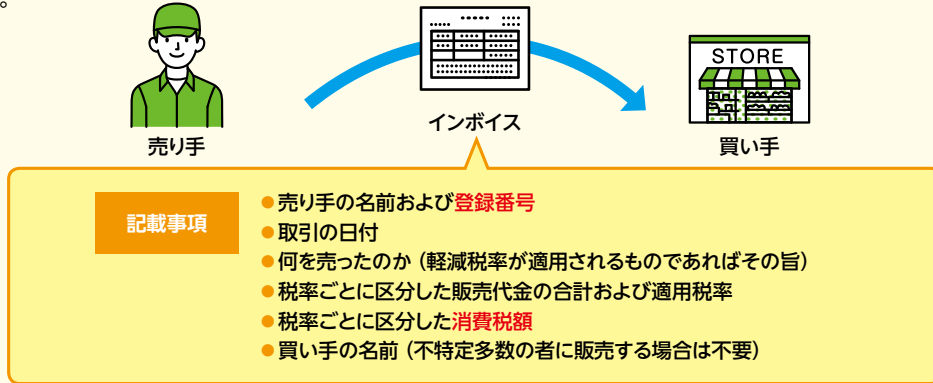 。
STORE
売り手
インボイス
買い手
記載事項
●売り手の名前および登録番号
●取引の日付
●何を売ったのか（軽減税率が適用されるものであればその旨）
●税率ごとに区分した販売代金の合計および適用税率
●税率ごとに区分した消費税額
●買い手の名前（不特定多数の者に販売する場合は不要）